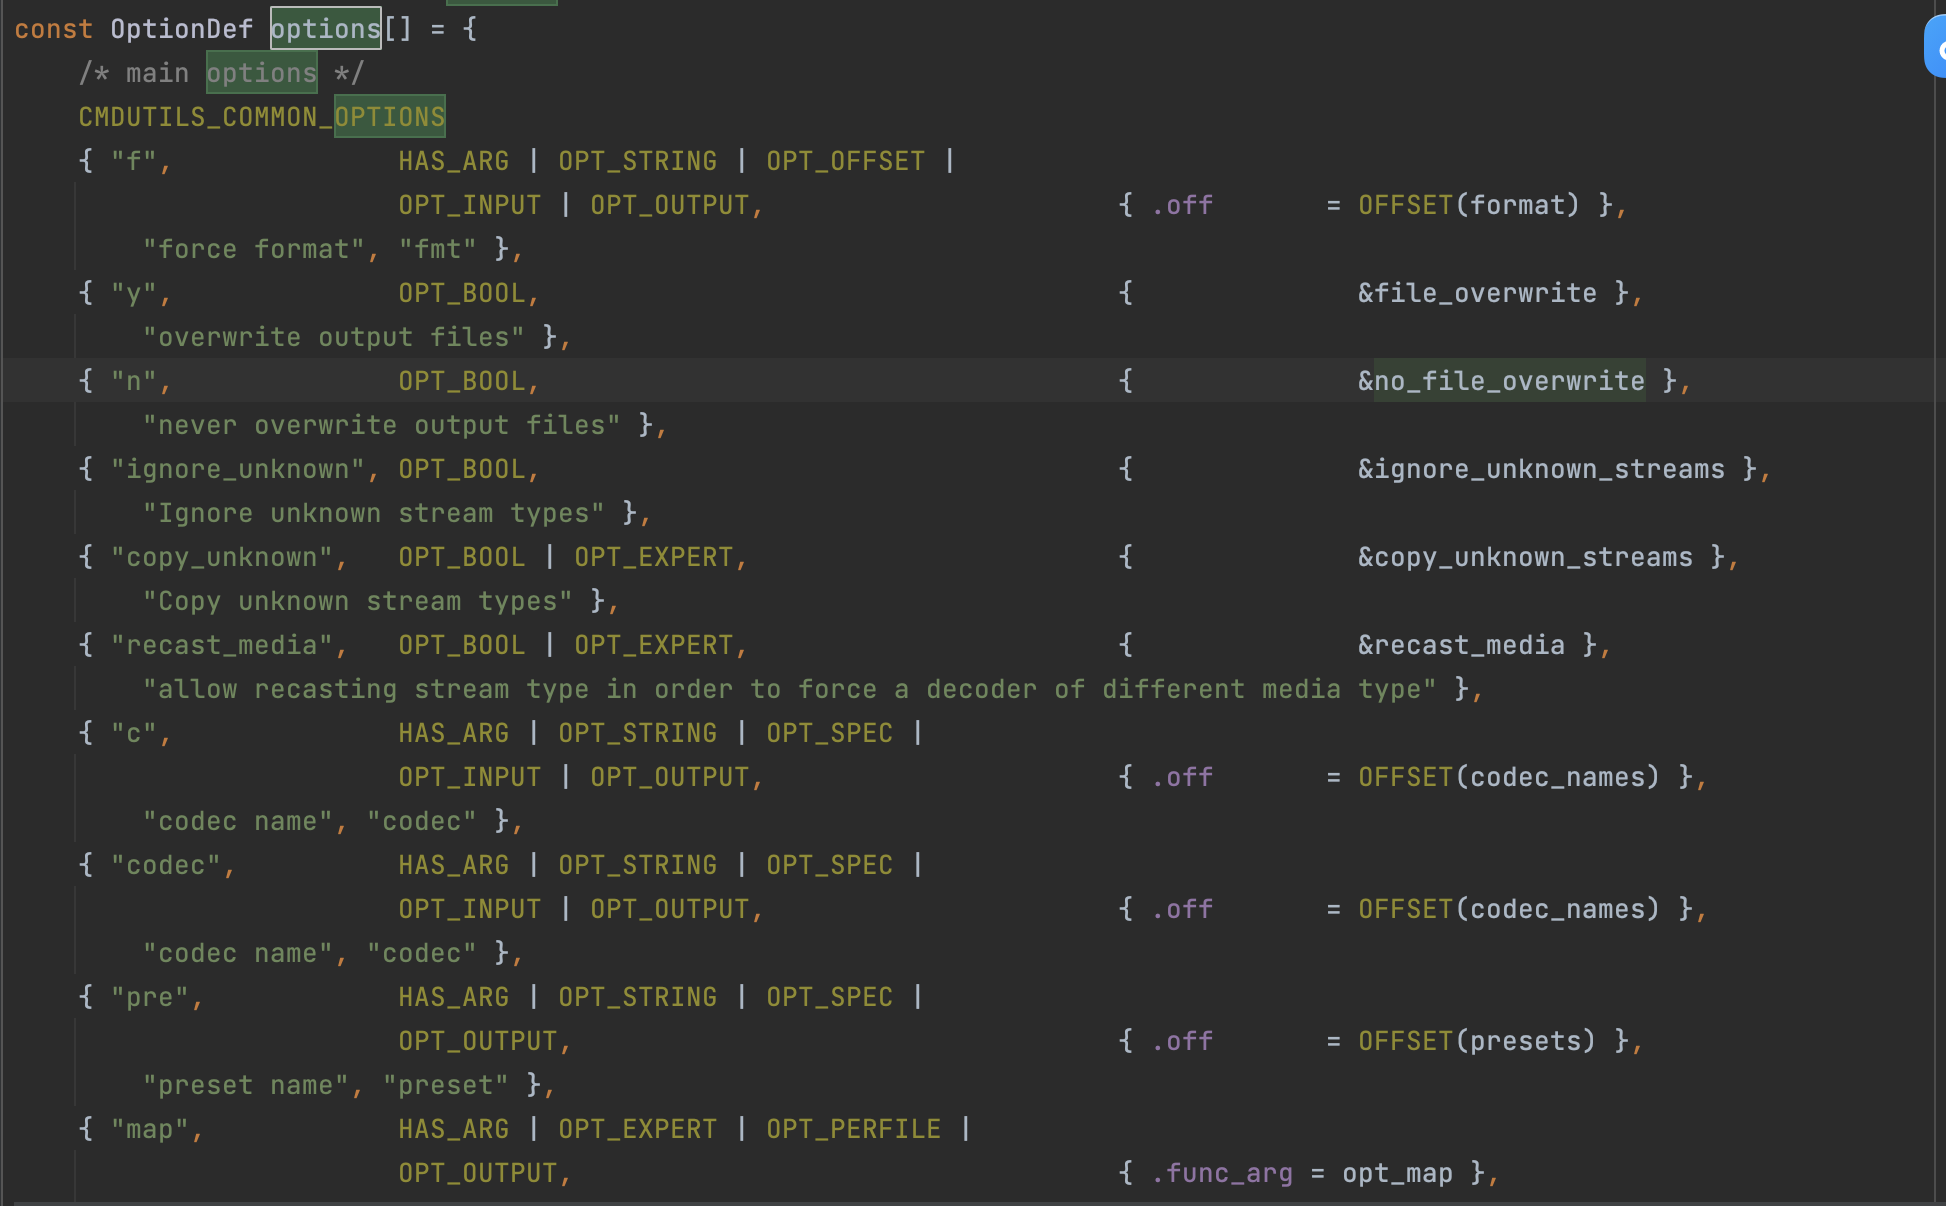 const OptionDef options[] = {
    /* main options */
    CMDUTILS_COMMON_OPTIONS
    { "f",              HAS_ARG | OPT_STRING | OPT_OFFSET |
                        OPT_INPUT | OPT_OUTPUT,                      { .off       = OFFSET(format) },
        "force format", "fmt" },
    { "y",              OPT_BOOL,                                    {              &file_overwrite },
        "overwrite output files" },
    { "n",              OPT_BOOL,                                    {              &no_file_overwrite },
        "never overwrite output files" },
    { "ignore_unknown", OPT_BOOL,                                    {              &ignore_unknown_streams },
        "Ignore unknown stream types" },
    { "copy_unknown",   OPT_BOOL | OPT_EXPERT,                       {              &copy_unknown_streams },
        "Copy unknown stream types" },
    { "recast_media",   OPT_BOOL | OPT_EXPERT,                       {              &recast_media },
        "allow recasting stream type in order to force a decoder of different media type" },
    { "c",              HAS_ARG | OPT_STRING | OPT_SPEC |
                        OPT_INPUT | OPT_OUTPUT,                      { .off       = OFFSET(codec_names) },
        "codec name", "codec" },
    { "codec",          HAS_ARG | OPT_STRING | OPT_SPEC |
                        OPT_INPUT | OPT_OUTPUT,                      { .off       = OFFSET(codec_names) },
        "codec name", "codec" },
    { "pre",            HAS_ARG | OPT_STRING | OPT_SPEC |
                        OPT_OUTPUT,                                  { .off       = OFFSET(presets) },
        "preset name", "preset" },
    { "map",            HAS_ARG | OPT_EXPERT | OPT_PERFILE |
                        OPT_OUTPUT,                                  { .func_arg = opt_map },